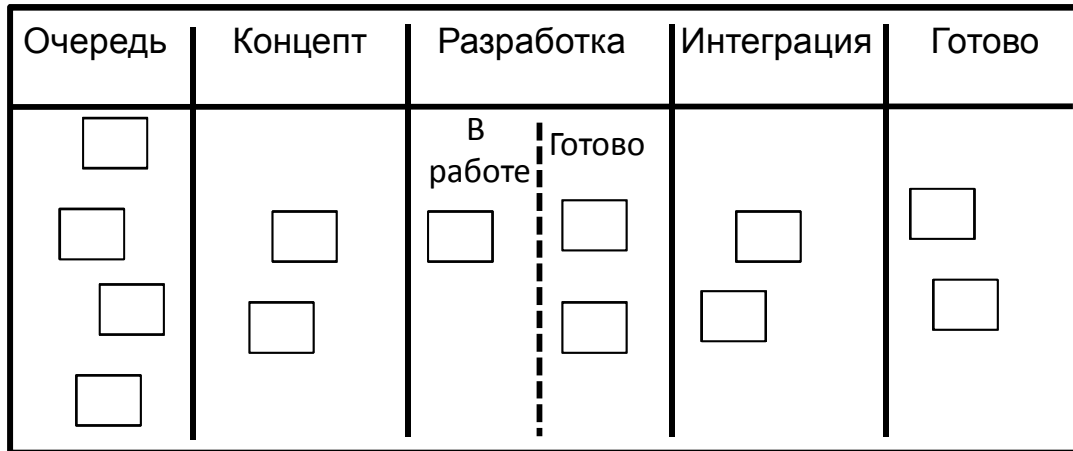 Очередь
Концепт
Разработка
Интеграция
Готово
В
работе
Готово